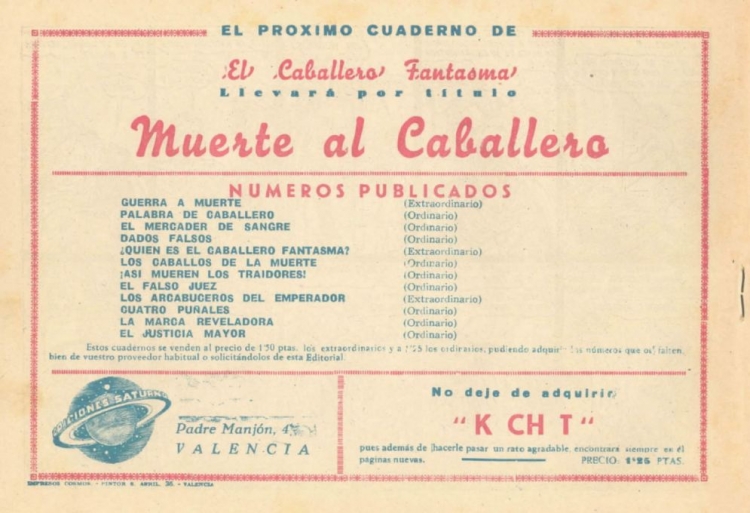 EL PROXIMO CUADERNO DE
El Caballero Fantasma
Llevará por título
Muerte al Caballero
NUMEROS PUBLICADOS
GUERRA A MUERTE (Extraordinario)
PALABRA DE CABALLERO (Ordinario)
EL MERCADER DE SANGRE (Ordinario)
DADOS FALSOS (Ordinario)
¿QUIEN ES EL CABALLERO FANTASMA? (Extraordinario)
LOS CABALLOS DE LA MUERTE (Ordinario)
¡ASI MUEREN LOS TRAIDORES! (Ordinario)
EL FALSO JUEZ (Ordinario)
LOS ARCABUCEROS DEL EMPERADOR (Extraordinario)
CUATRO PUÑALES (Ordinario)
LA MARCA REVELADORA (Ordinario)
EL JUSTICIA MAYOR (Ordinario)
Estos cuadernos se venden al precio de 1'50 ptas. los extraordinarios y a los ordinarios, pudiendo adquirir los números que os falten,
bien de vuestro proveedor habitual o solicitándolos de esta Editorial.
EDICIONES SATURNO
Padre Manjón,
VALENCIA
No deje de adquirir
"K CH T"
pues además de hacerle pasar un rato agradable, encontrará siempre en él
páginas nuevas. PRECIO: 1'25 PTAS.
IMPRESOS COSMOS. - PINTOR R. ABRIL, 30. - VALENCIA